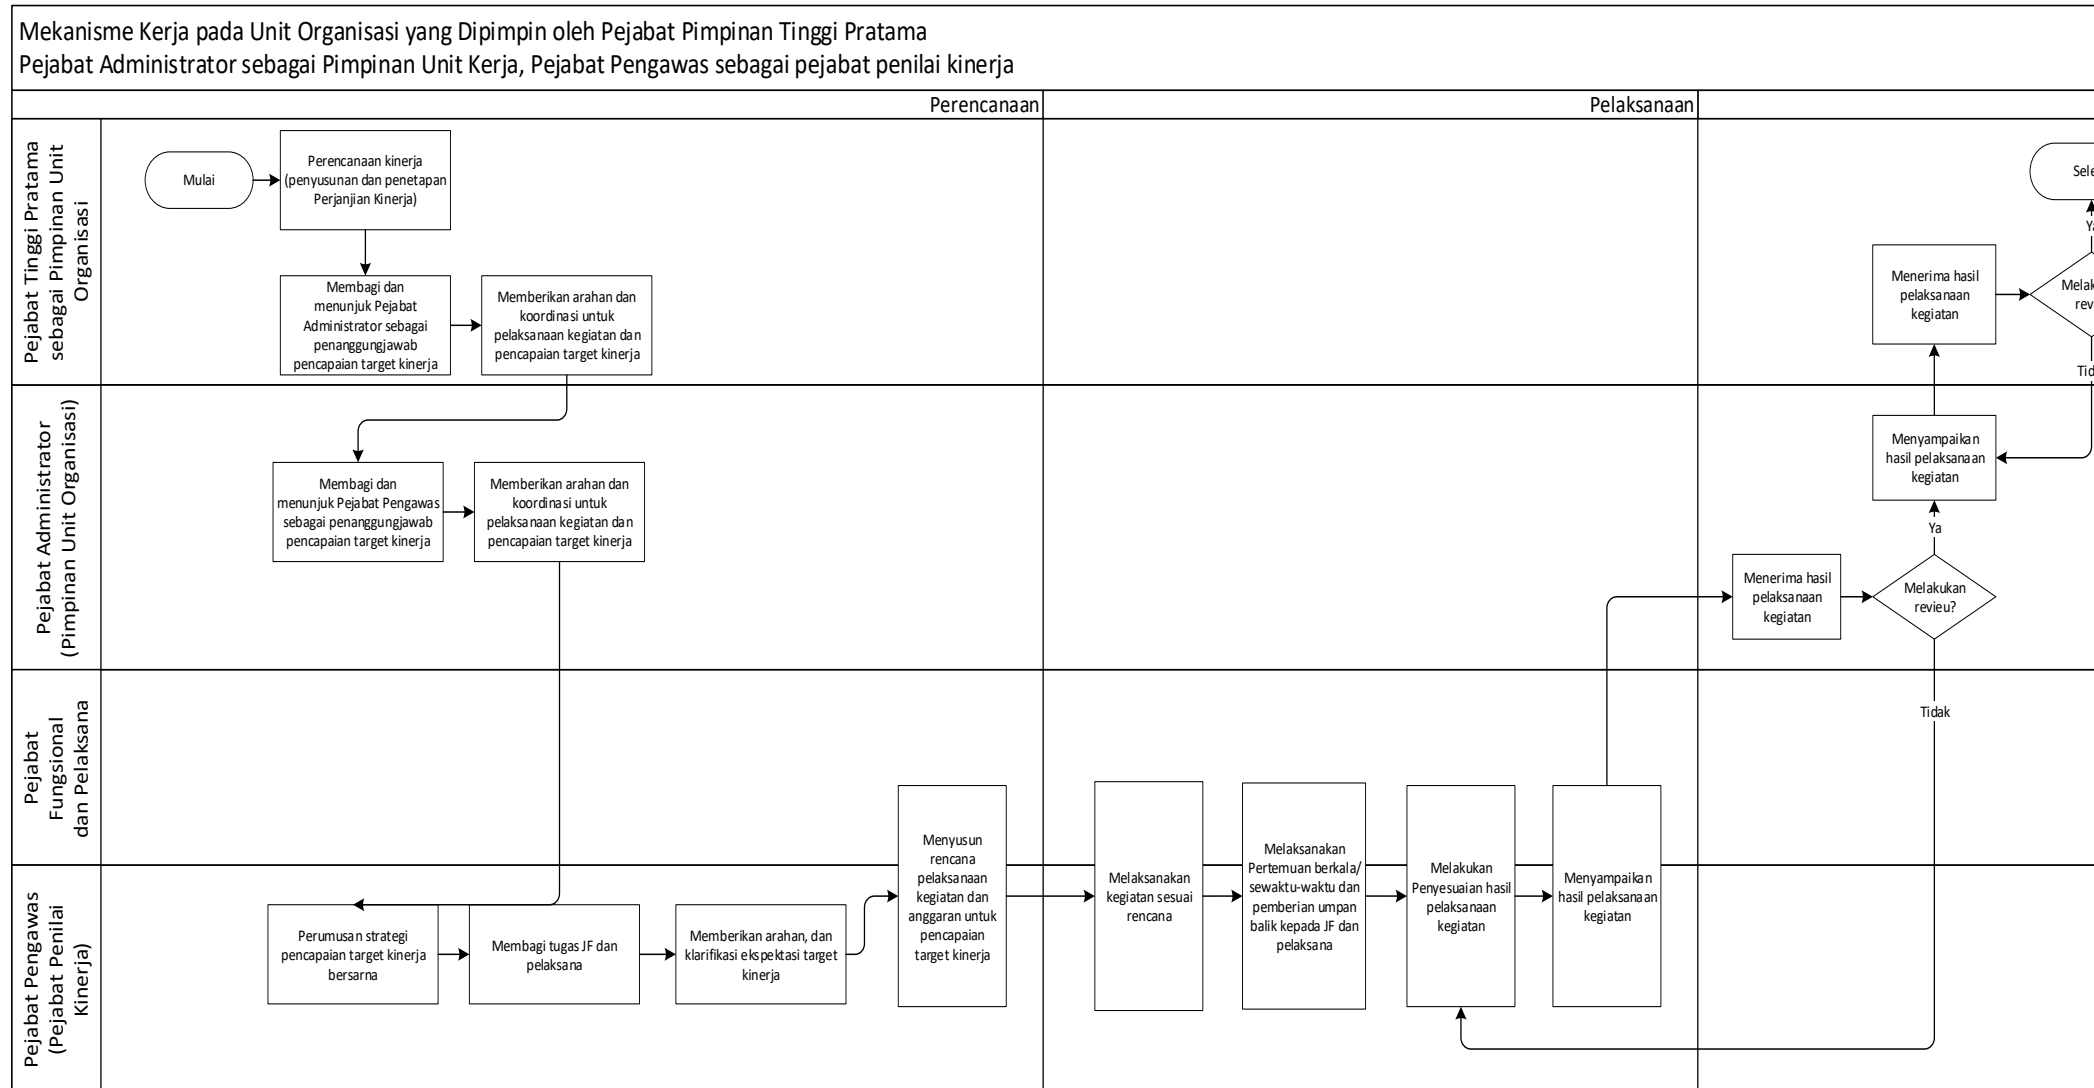 Mekanisme Kerja pada Unit Organisasi yang Dipimpin oleh Pejabat Pimpinan Tinggi Pratama
Pejabat Administrator sebagai Pimpinan Unit Kerja, Pejabat Pengawas sebagai pejabat penilai kinerja
Perencanaan
Pelaksanaan
Pejabat Tinggi Pratama
sebagai Pimpinan Unit
Organisasi
Mulai
Perencanaan kinerja
(penyusunan dan penetapan
Perjanjian Kinerja)
Membagi dan
menunjuk Pejabat
Administrator sebagai
penanggungjawab
pencapaian target kinerja
Memberikan arahan dan
koordinasi untuk
pelaksanaan kegiatan dan
pencapaian target kinerja
Menerima hasil
pelaksanaan
kegiatan
Pejabat Administrator
(Pimpinan Unit Organisasi)
Membagi dan
menunjuk Pejabat Pengawas
sebagai penanggungjawab
pencapaian target kinerja
Memberikan arahan dan
koordinasi untuk
pelaksanaan kegiatan dan
pencapaian target kinerja
Menyampaikan
hasil pelaksanaan
kegiatan
Ya
Menerima hasil
pelaksanaan
kegiatan
Melakukan
revieu?
Tidak
Pejabat
Fungsional
dan Pelaksana
Menyusun
rencana
pelaksanaan
kegiatan dan
anggaran untuk
pencapaian
target kinerja
Melaksanakan
kegiatan sesuai
rencana
Melaksanakan
Pertemuan berkala/
sewaktu-waktu dan
pemberian umpan
balik kepada JF dan
pelaksana
Melakukan
Penyesuaian hasil
pelaksanaan
kegiatan
Menyampaikan
hasil pelaksanaan
kegiatan
Pejabat Pengawas
(Pejabat Penilai
Kinerja)
Perumusan strategi
pencapaian target kinerja
bersarna
Membagi tugas JF dan
pelaksana
Memberikan arahan, dan
klarifikasi ekspektasi target
kinerja